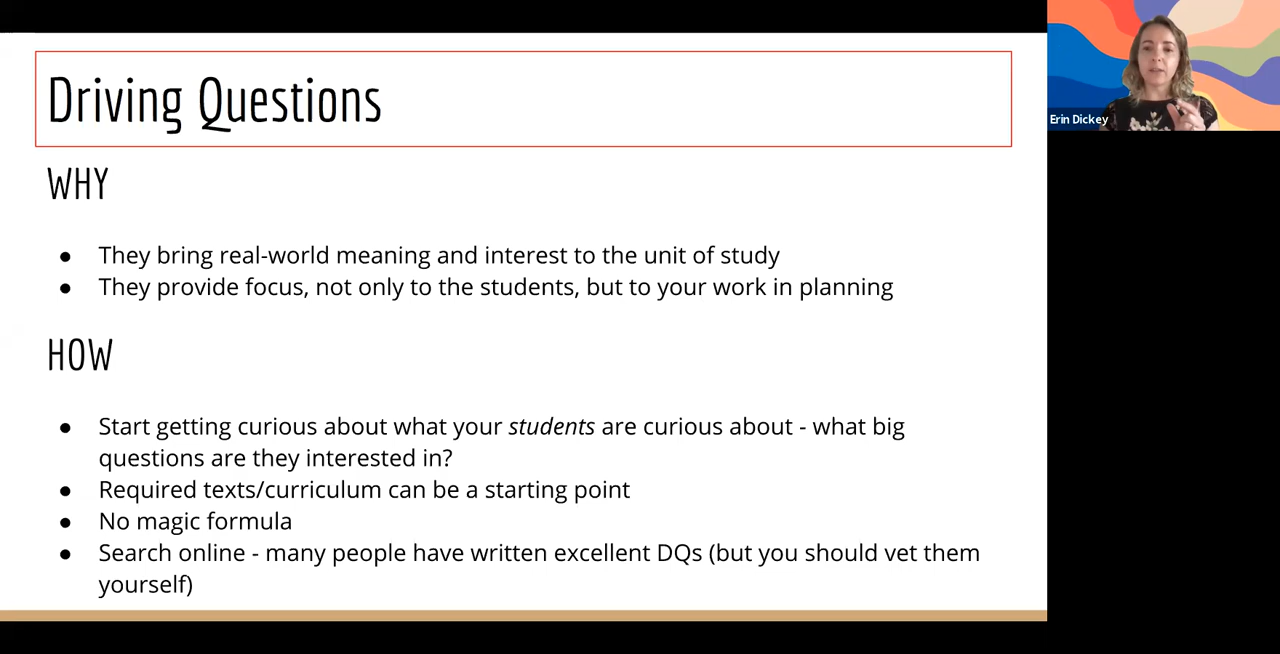 Driving Questions
WHY
● They bring real-world meaning and interest to the unit of study
● They provide focus, not only to the students, but to your work in planning
HOW
● Start getting curious about what your students are curious about - what big
questions are they interested in?
● Required texts/curriculum can be a starting point
● No magic formula
● Search online - many people have written excellent DQs (but you should vet them
yourself)
Erin Dickey